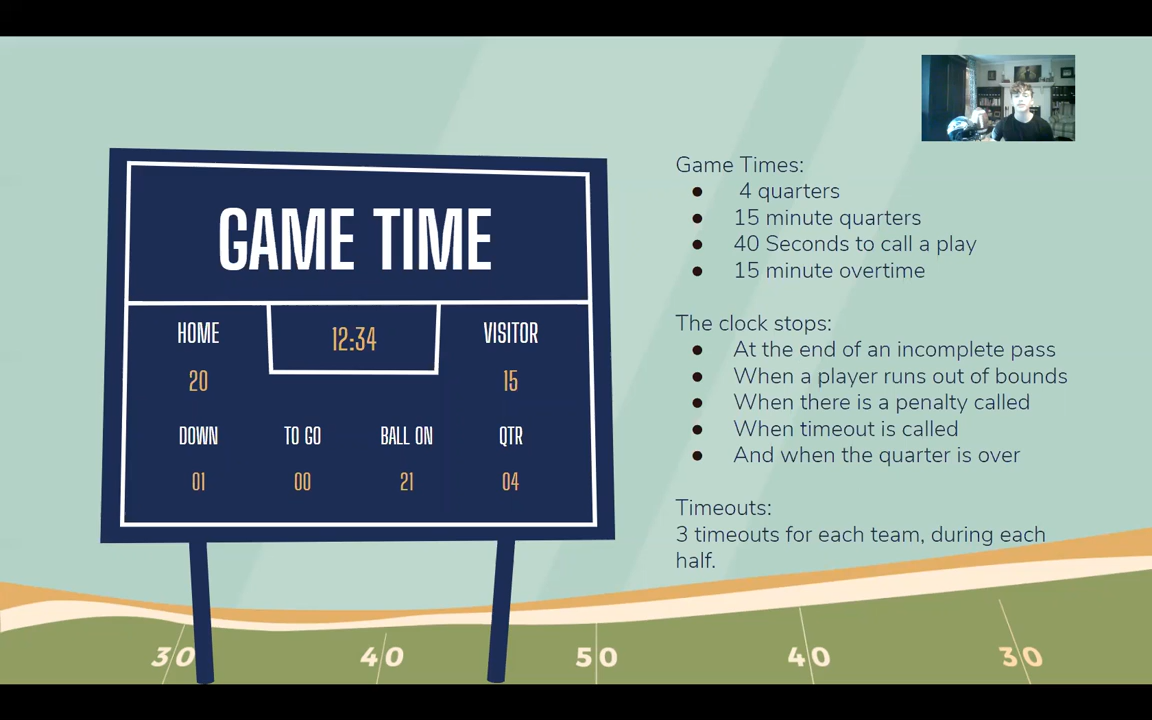 GAME TIME
HOME
12:34
VISITOR
20
15
DOWN
TO GO
BALL ON
QTR
01
00
21
04
Game Times:
● 4 quarters
● 15 minute quarters
● 40 Seconds to call a play
● 15 minute overtime
The clock stops:
● At the end of an incomplete pass
● When a player runs out of bounds
● When there is a penalty called
● When timeout is called
● And when the quarter is over
Timeouts:
3 timeouts for each team, during each
half.
30 40 50 40 30